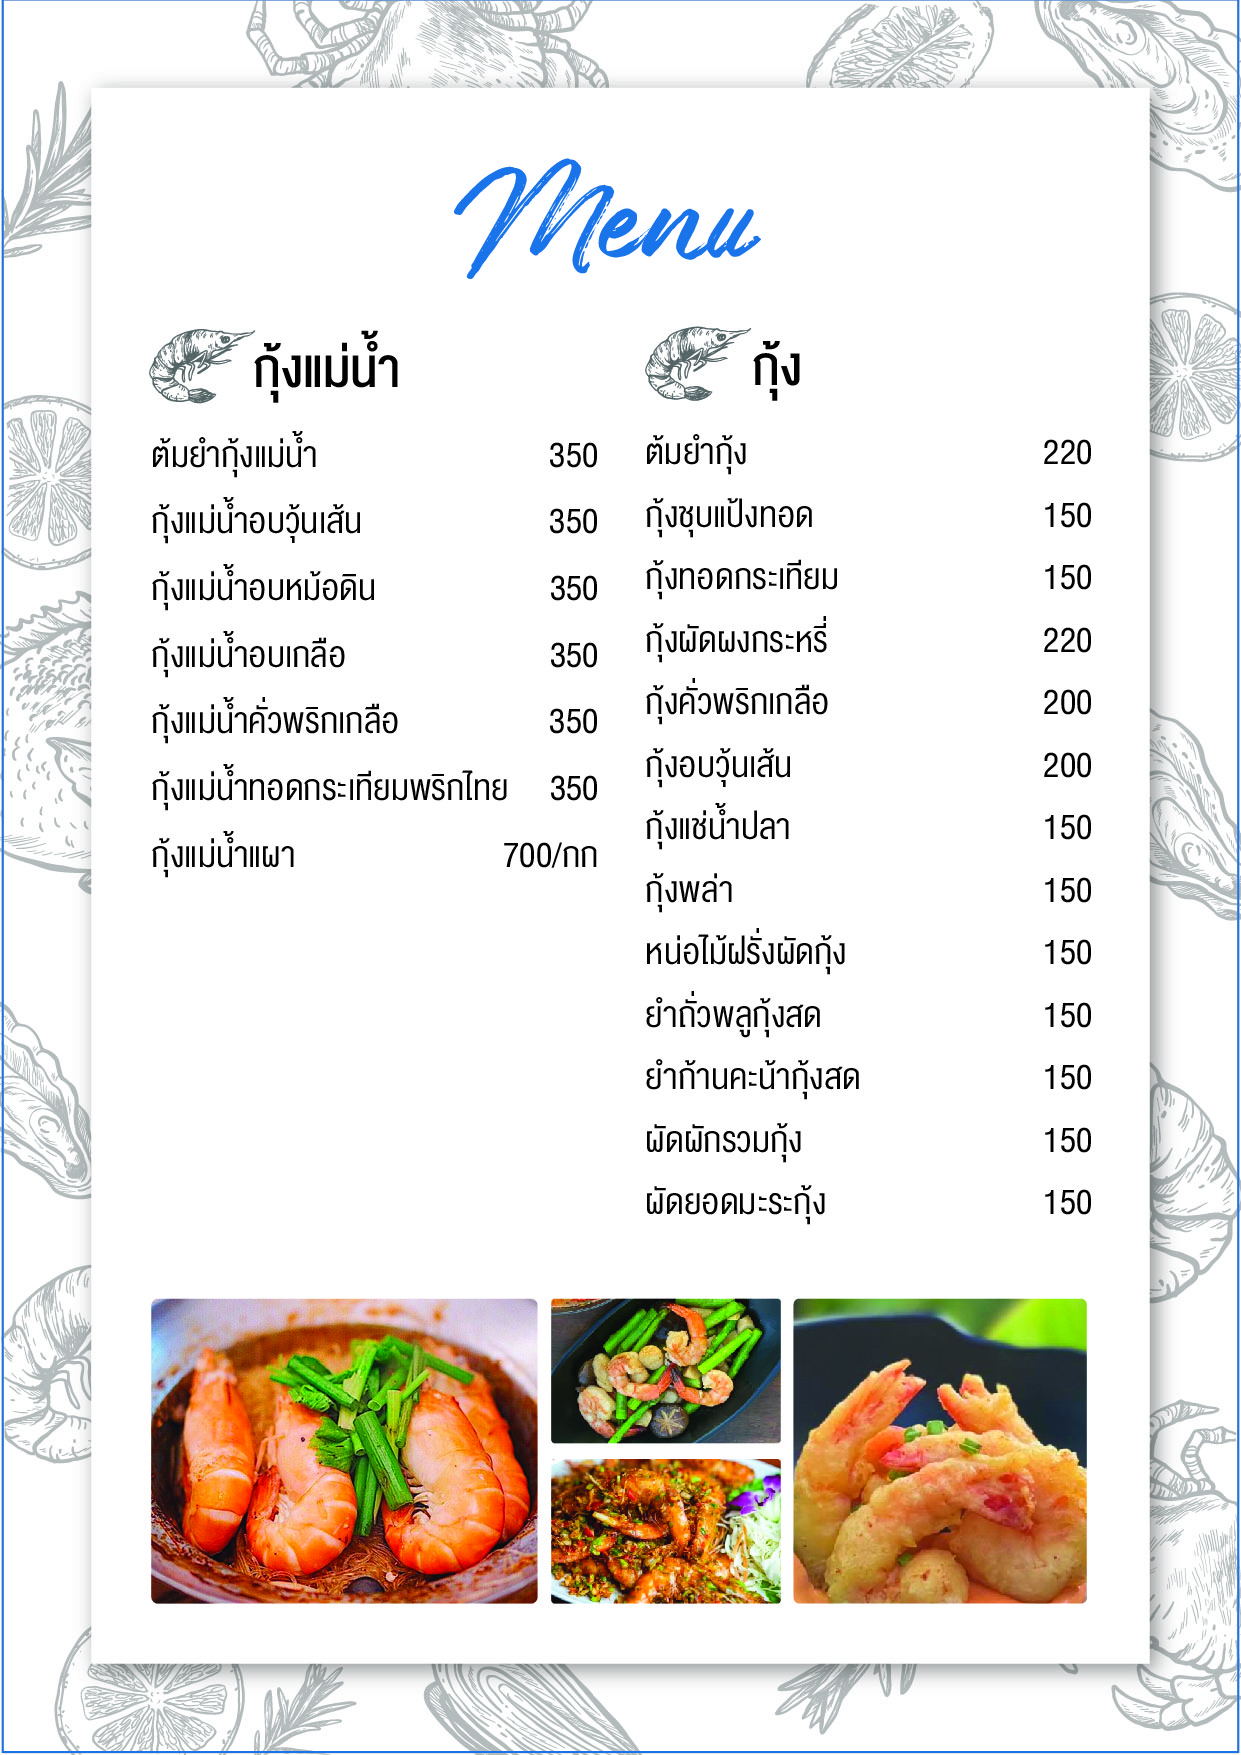 Menu
กุ้งแม่น้ำ
ต้มยำกุ้งแม่น้ำ 350
กุ้งแม่น้ำอบวุ้นเส้น 350
กุ้งแม่น้ำอบหม้อดิน 350
กุ้งแม่น้ำอบเกลือ 350
กุ้งแม่น้ำคั่วพริกเกลือ 350
กุ้งแม่น้ำทอดกระเทียมพริกไทย 350
กุ้งแม่น้ำเผา 700/กก
กุ้ง
ต้มยำกุ้ง 220
กุ้งชุบแป้งทอด 150
กุ้งทอดกระเทียม 150
กุ้งผัดผงกระหรี่ 220
กุ้งคั่วพริกเกลือ 200
กุ้งอบวุ้นเส้น 200
กุ้งแช่น้ำปลา 150
กุ้งพล่า 150
หน่อไม้ฝรั่งผัดกุ้ง 150
ยำถั่วพลูกุ้งสด 150
ยำก้านคะน้ากุ้งสด 150
ผัดผักรวมกุ้ง 150
ผัดยอดมะระกุ้ง 150